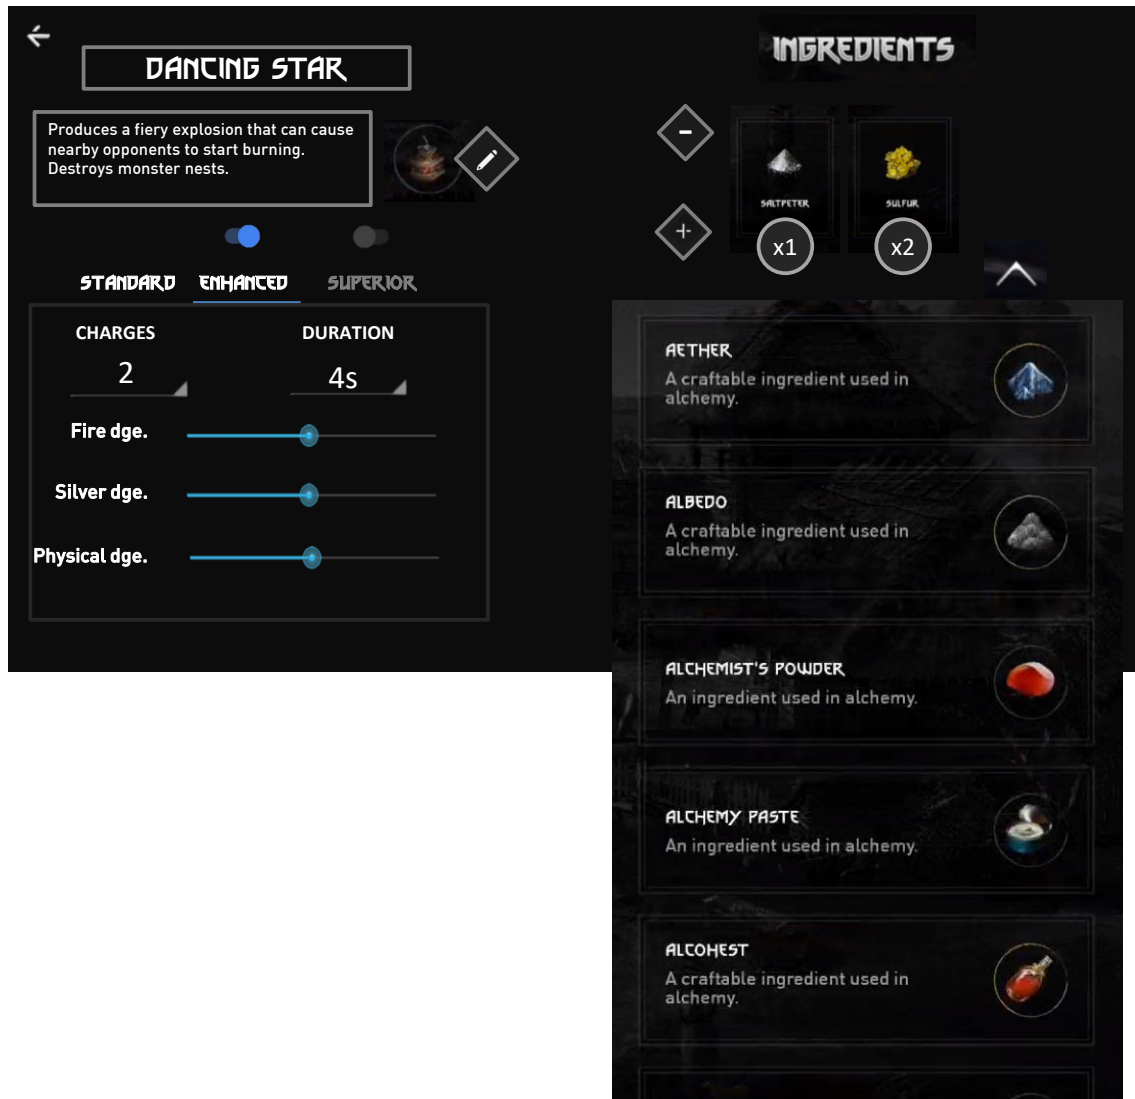 DANCING STAR
Produces a fiery explosion that can cause
nearby opponents to start burning.
Destroys monster nests.
STANDARD ENHANCED SUPERIOR
CHARGES DURATION
2 4s
Fire dge.
Silver dge.
Physical dge.
INGREDIENTS
-
+
SALTPETER SULFUR
x1 x2
AETHER
A craftable ingredient used in
alchemy.
ALBEDO
A craftable ingredient used in
alchemy.
ALCHEMIST'S POWDER
An ingredient used in alchemy.
ALCHEMY PASTE
An ingredient used in alchemy.
ALCOHEST
A craftable ingredient used in
alchemy.